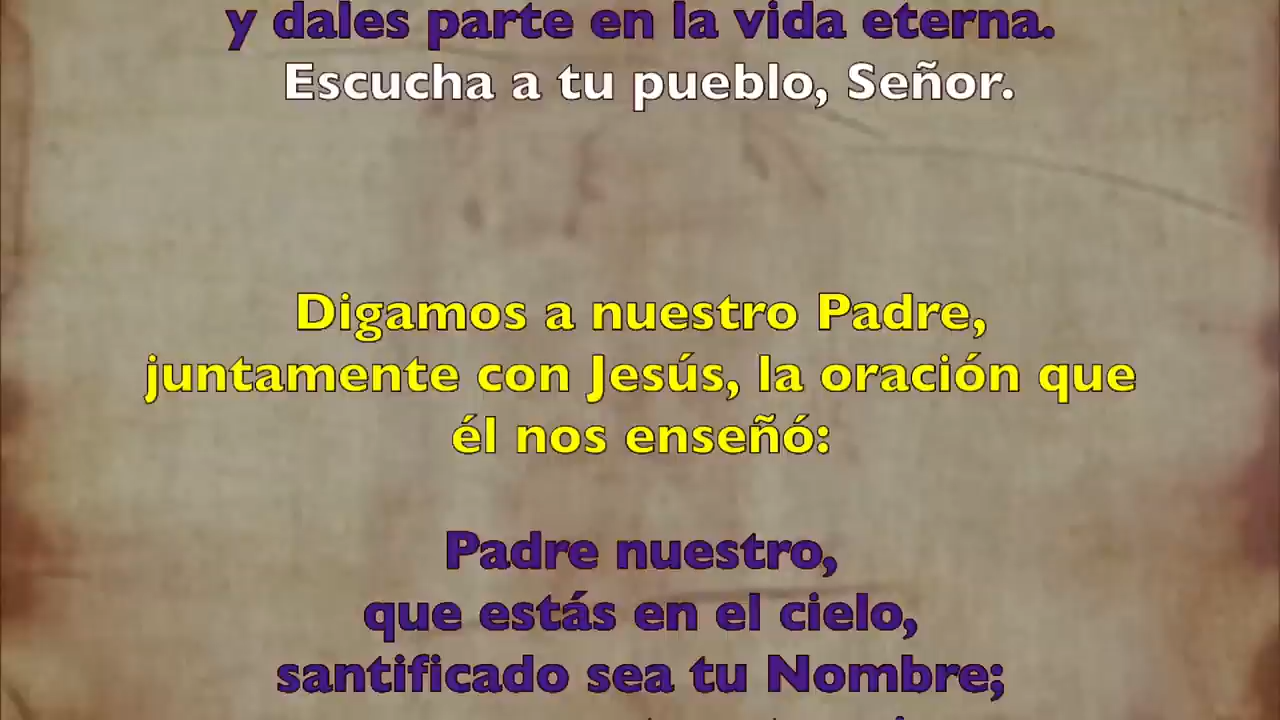 y dales parte en la vida eterna.
Escucha a tu pueblo, Señor.
Digamos a nuestro Padre,
juntamente con Jesús, la oración que
él nos enseñó:
Padre nuestro,
que estás en el cielo,
santificado sea tu Nombre;